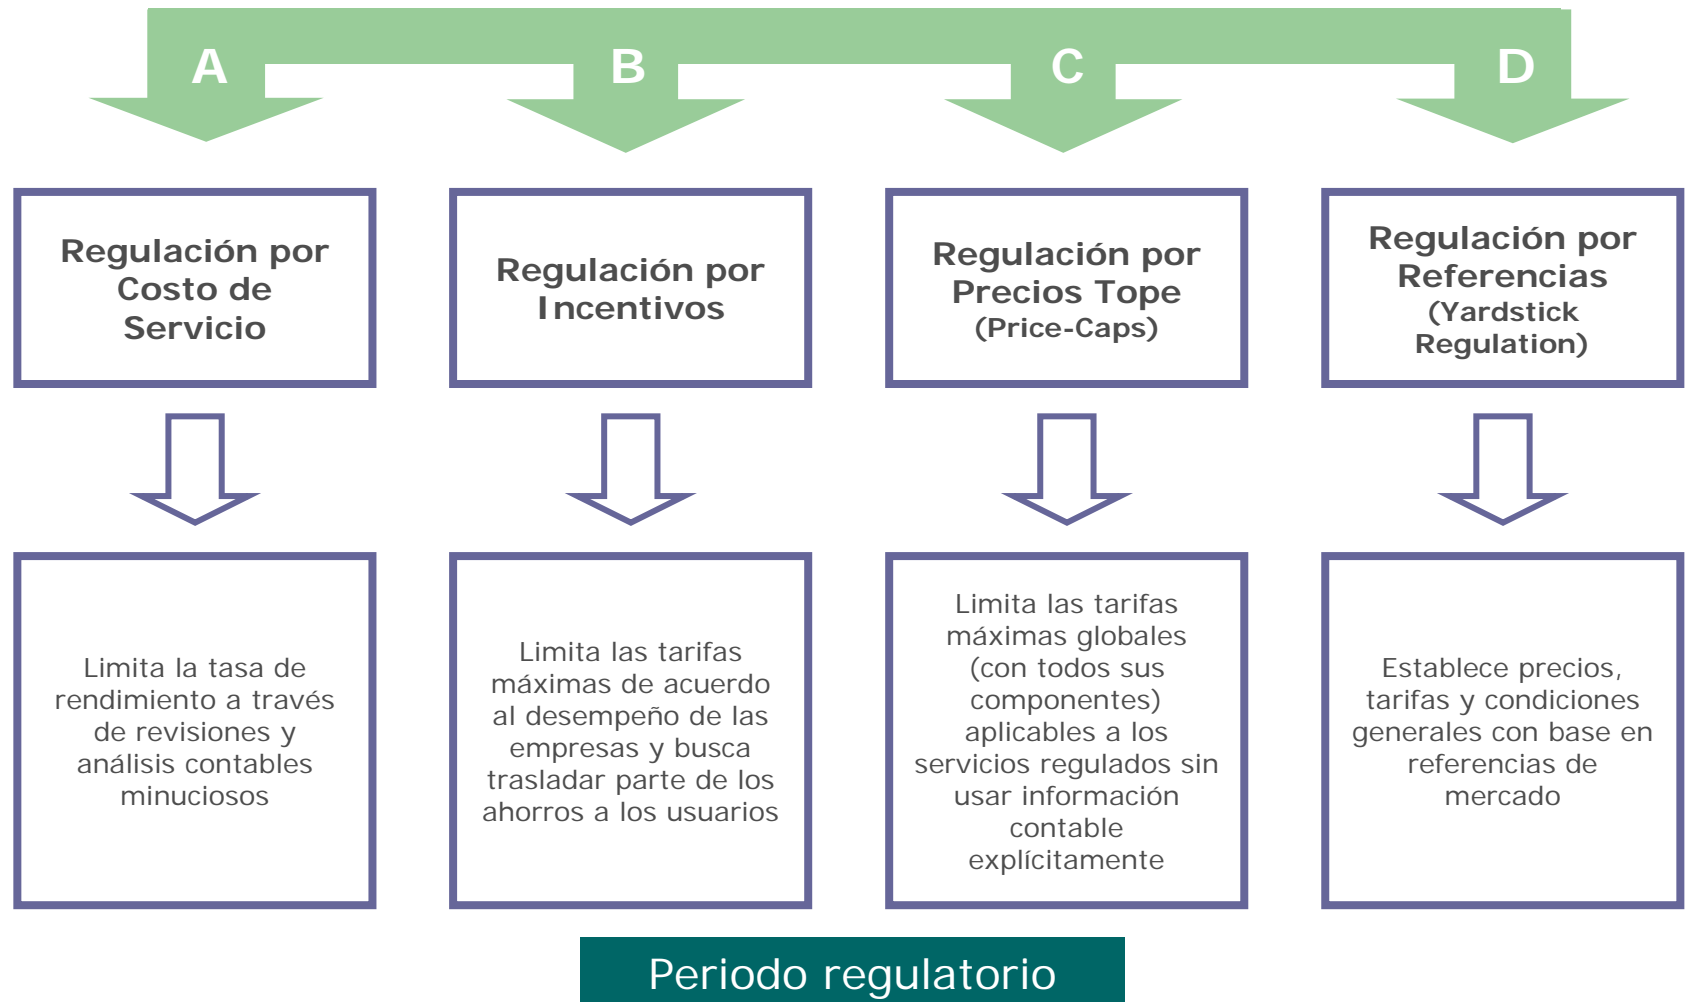 A
B
C
D
Regulación por
Costo de
Servicio
Regulación por
Incentivos
Regulación por
Precios Tope
(Price-Caps)
Regulación por
Referencias
(Yardstick
Regulation)
Limita la tasa de
rendimiento a través
de revisiones y
análisis contables
minuciosos
Limita las tarifas
máximas de acuerdo
al desempeño de las
empresas y busca
trasladar parte de los
ahorros a los usuarios
Limita las tarifas
máximas globales
(con todos sus
componentes)
aplicables a los
servicios regulados sin
usar información
contable
explícitamente
Establece precios,
tarifas y condiciones
generales con base en
referencias de
mercado
Periodo regulatorio